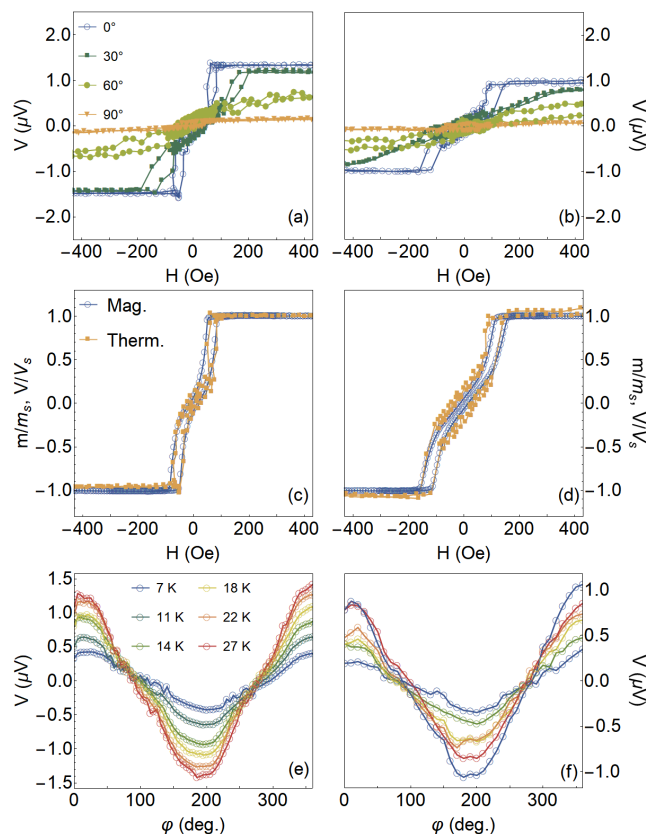 2.0
1.0
0.0
-1.0
-2.0
V (μV)
0°
30°
60°
90°
(a)
-400 -200 0 200 400
H (Oe)
2.0
1.0
0.0
-1.0
-2.0
V (μV)
(b)
-400 -200 0 200 400
H (Oe)
1.0
0.5
0.0
-0.5
-1.0
m/ms, V/Vs
Mag.
Therm.
(c)
-400 -200 0 200 400
H (Oe)
1.0
0.5
0.0
-0.5
-1.0
m/ms, V/Vs
(d)
-400 -200 0 200 400
H (Oe)
1.5
1.0
0.5
0.0
-0.5
-1.0
-1.5
V (μV)
7 K 18 K
11 K 22 K
14 K 27 K
(e)
0 100 200 300
φ (deg.)
1.0
0.5
0.0
-0.5
-1.0
V (μV)
(f)
0 100 200 300
φ (deg.)